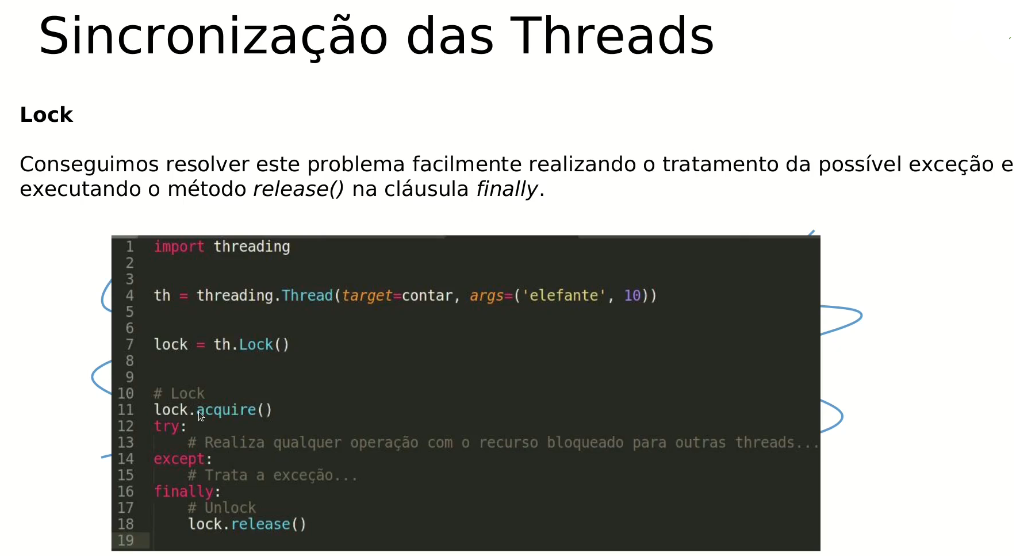 Sincronização das Threads
Lock
Conseguimos resolver este problema facilmente realizando o tratamento da possível exceção e
executando o método release() na cláusula finally.
1 import threading
2
3
4 th = threading.Thread(target=contar, args=('elefante', 10))
5
6
7 lock = th.Lock()
8
9
10 # Lock
11 lock.acquire()
12 try:
13     # Realiza qualquer operação com o recurso bloqueado para outras threads...
14 except:
15     # Trata a exceção...
16 finally:
17     # Unlock
18     lock.release()
19